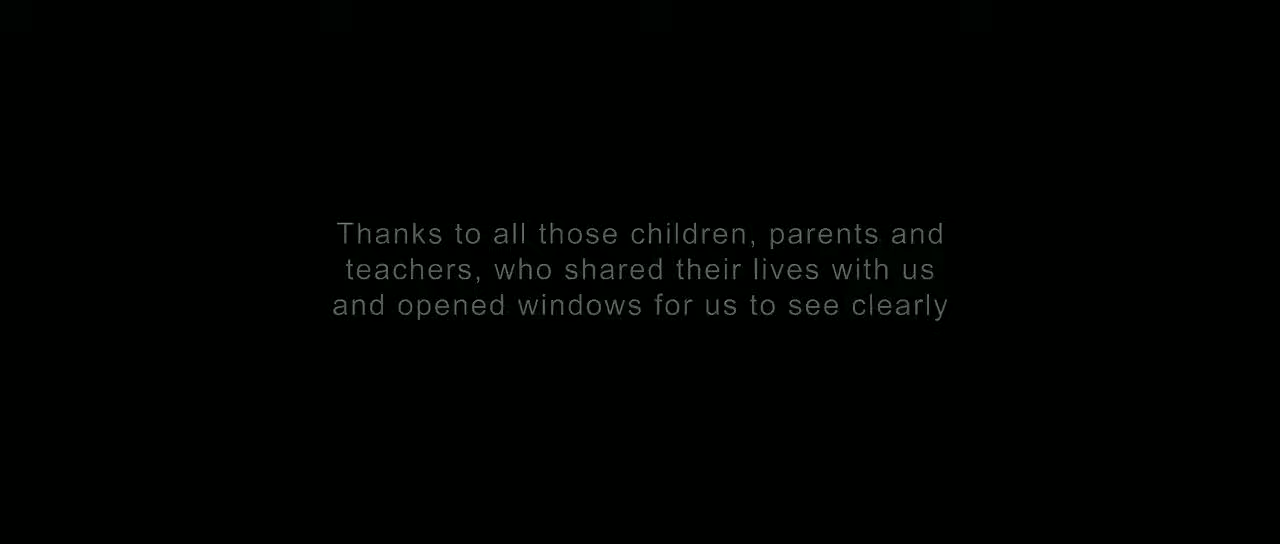 Thanks to all those children, parents and
teachers, who shared their lives with us
and opened windows for us to see clearly